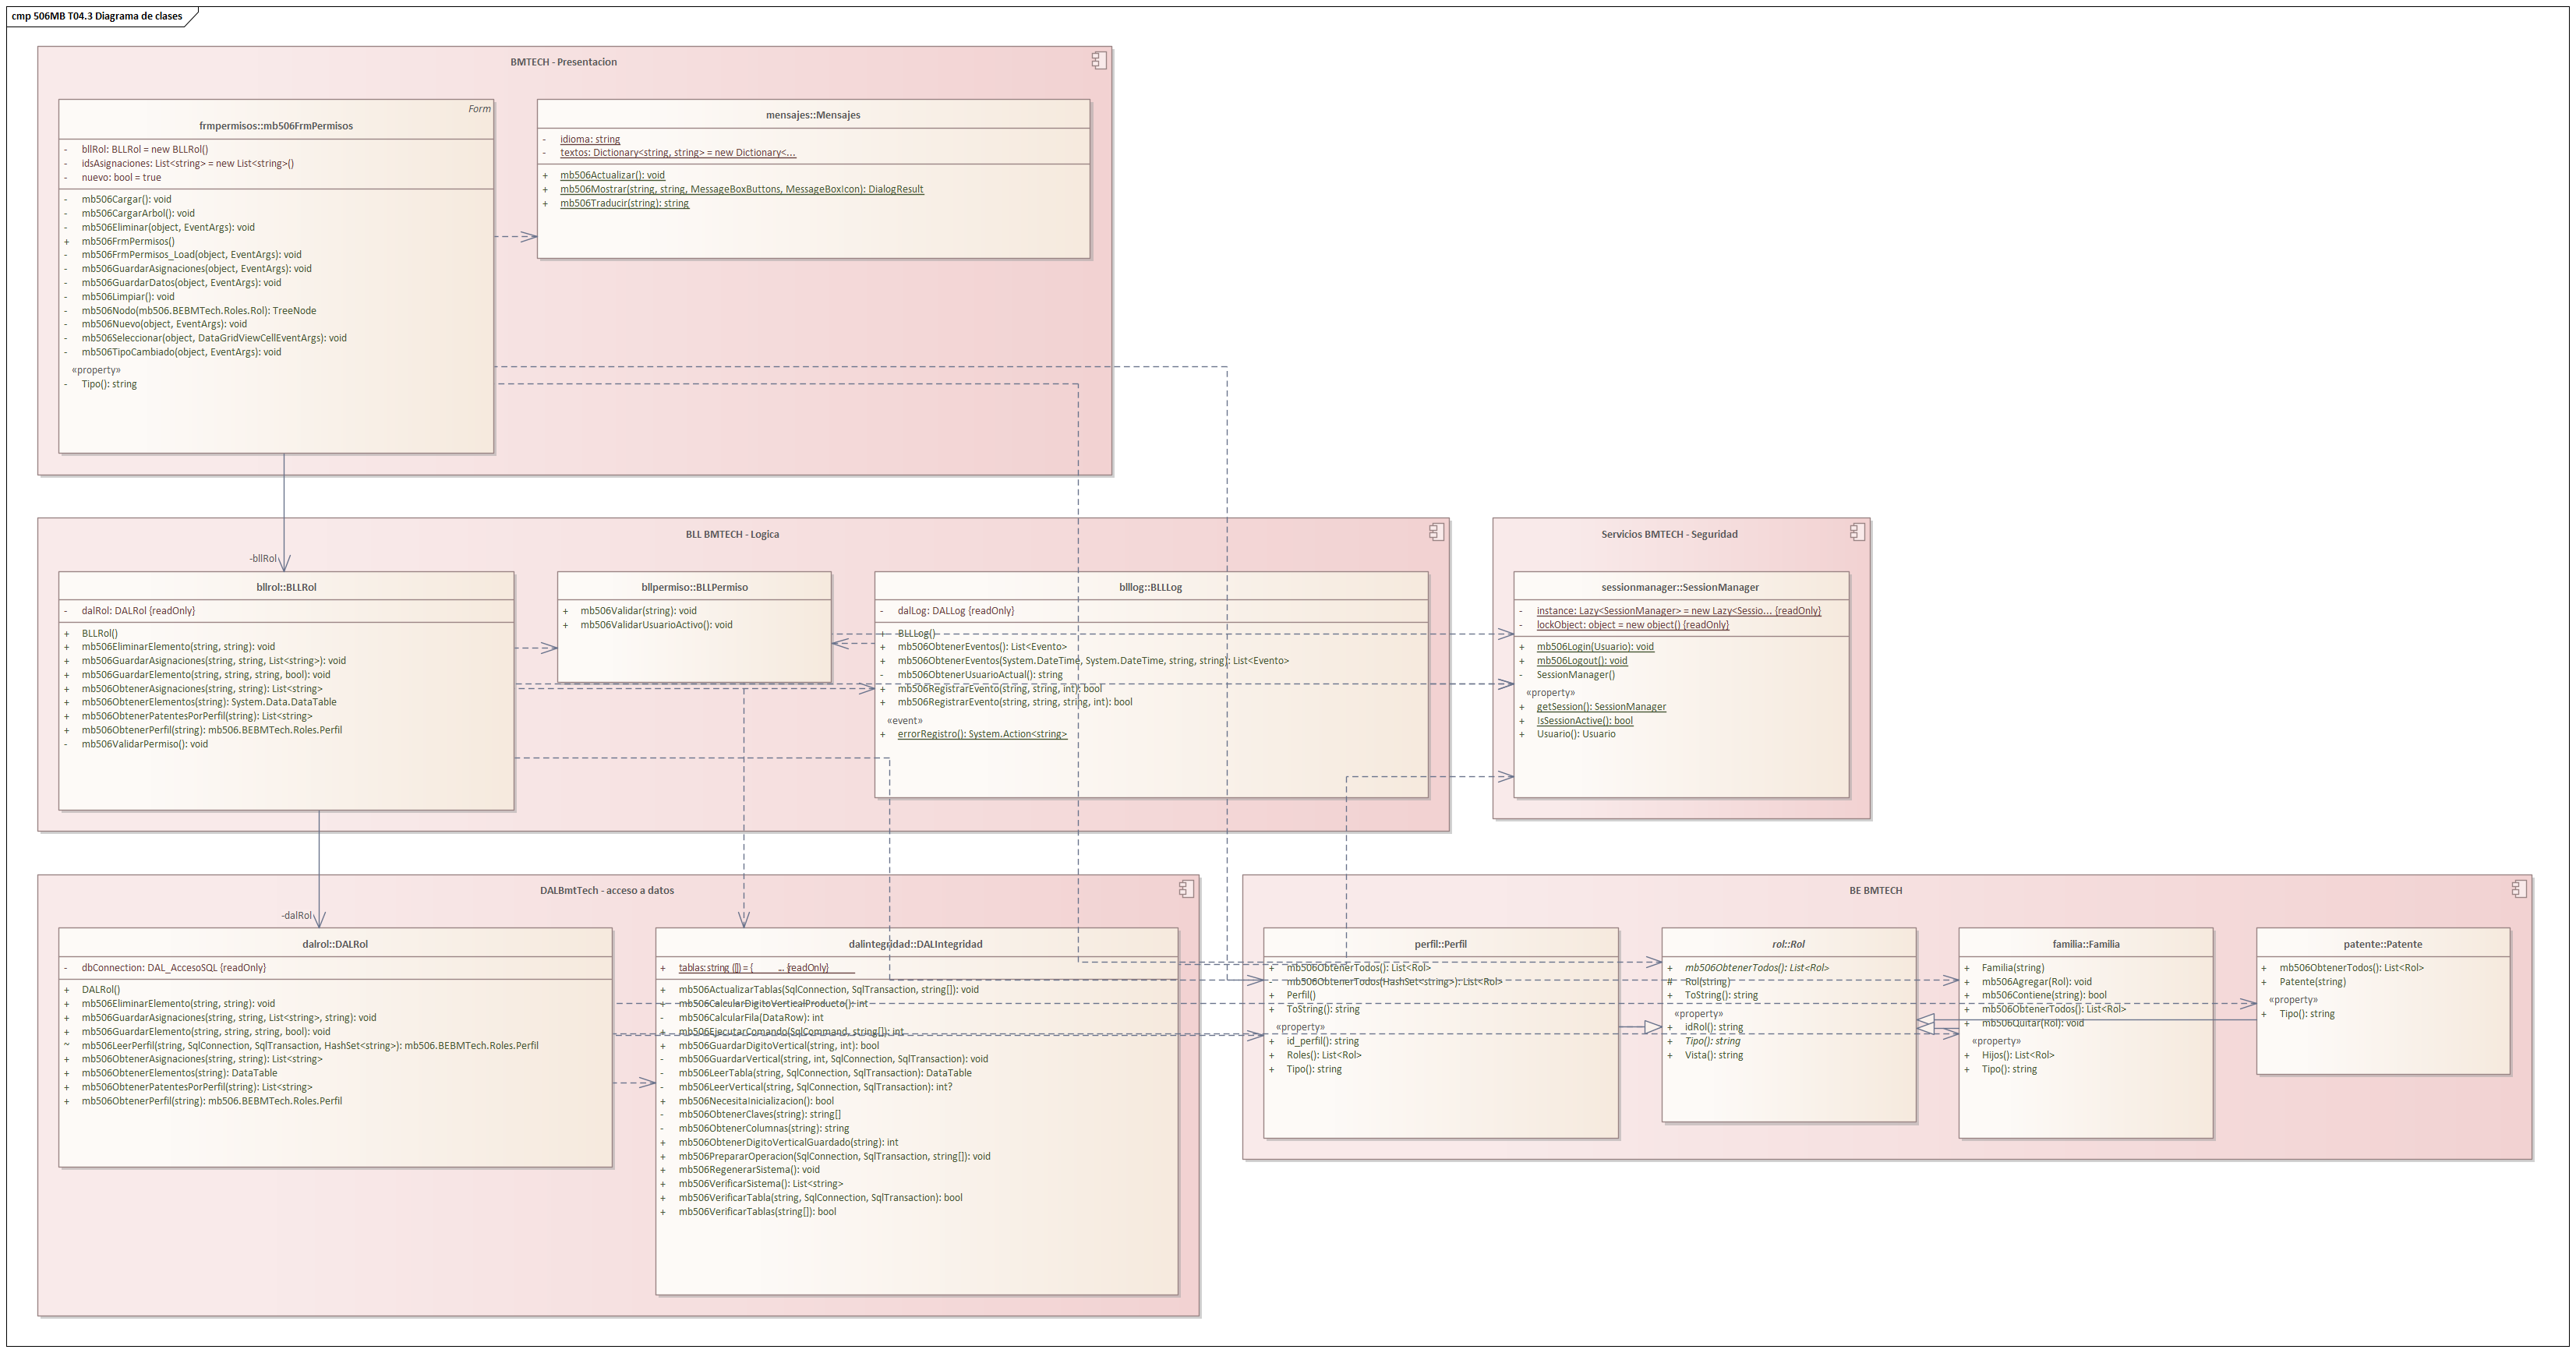 cmp 506MB T04.3 Diagrama de clases
BMTECH - Presentacion
Form
frmpermisos::mb506FrmPermisos
- bllRol: BLLRol = new BLLRol()
- idsAsignaciones: List<string> = new List<string>()
- nuevo: bool = true
- mb506Cargar(): void
- mb506CargarArbol(): void
- mb506Eliminar(object, EventArgs): void
+ mb506FrmPermisos()
- mb506FrmPermisos_Load(object, EventArgs): void
- mb506GuardarAsignaciones(object, EventArgs): void
- mb506GuardarDatos(object, EventArgs): void
- mb506Limpiar(): void
- mb506Nodo(mb506.BEBMTech.Roles.Rol): TreeNode
- mb506Nuevo(object, EventArgs): void
- mb506Seleccionar(object, DataGridViewCellEventArgs): void
- mb506TipoCambiado(object, EventArgs): void
«property»
- Tipo(): string
mensajes::Mensajes
- idioma: string
- textos: Dictionary<string, string> = new Dictionary<...
+ mb506Actualizar(): void
+ mb506Mostrar(string, string, MessageBoxButtons, MessageBoxIcon): DialogResult
+ mb506Traducir(string): string
BLL BMTECH - Logica
-bllRol
bllrol::BLLRol
- dalRol: DALRol {readOnly}
+ BLLRol()
+ mb506EliminarElemento(string, string): void
+ mb506GuardarAsignaciones(string, string, List<string>): void
+ mb506GuardarElemento(string, string, string, bool): void
+ mb506ObtenerAsignaciones(string, string): List<string>
+ mb506ObtenerElementos(string): System.Data.DataTable
+ mb506ObtenerPatentesPorPerfil(string): List<string>
+ mb506ObtenerPerfil(string): mb506.BEBMTech.Roles.Perfil
- mb506ValidarPermiso(): void
bllpermiso::BLLPermiso
+ mb506Validar(string): void
+ mb506ValidarUsuarioActivo(): void
blllog::BLLLog
- dalLog: DALLog {readOnly}
+ BLLLog()
+ mb506ObtenerEventos(): List<Evento>
+ mb506ObtenerEventos(System.DateTime, System.DateTime, string, string): List<Evento>
- mb506ObtenerUsuarioActual(): string
+ mb506RegistrarEvento(string, string, int): bool
+ mb506RegistrarEvento(string, string, string, int): bool
«event»
+ errorRegistro(): System.Action<string>
Servicios BMTECH - Seguridad
sessionmanager::SessionManager
- instance: Lazy<SessionManager> = new Lazy<Sessio... {readOnly}
- lockObject: object = new object() {readOnly}
+ mb506Login(Usuario): void
+ mb506Logout(): void
- SessionManager()
«property»
+ getSession(): SessionManager
+ IsSessionActive(): bool
+ Usuario(): Usuario
DALBmtTech - acceso a datos
-dalRol
dalrol::DALRol
- dbConnection: DAL_AccesoSQL {readOnly}
+ DALRol()
+ mb506EliminarElemento(string, string): void
+ mb506GuardarAsignaciones(string, string, List<string>, string): void
+ mb506GuardarElemento(string, string, string, bool): void
~ mb506LeerPerfil(string, SqlConnection, SqlTransaction, HashSet<string>): mb506.BEBMTech.Roles.Perfil
+ mb506ObtenerAsignaciones(string, string): List<string>
+ mb506ObtenerElementos(string): DataTable
+ mb506ObtenerPatentesPorPerfil(string): List<string>
+ mb506ObtenerPerfil(string): mb506.BEBMTech.Roles.Perfil
dalintegridad::DALIntegridad
+ tablas: string ([]) = { ... {readOnly}
+ mb506ActualizarTablas(SqlConnection, SqlTransaction, string[]): void
mb506CalcularDigitoVerticalProducto(): int
- mb506CalcularFila(DataRow): int
+ mb506EjecutarComando(SqlCommand, string[]): int
+ mb506GuardarDigitoVertical(string, int): bool
- mb506GuardarVertical(string, int, SqlConnection, SqlTransaction): void
- mb506LeerTabla(string, SqlConnection, SqlTransaction): DataTable
- mb506LeerVertical(string, SqlConnection, SqlTransaction): int?
+ mb506NecesitaInicializacion(): bool
- mb506ObtenerClaves(string): string[]
- mb506ObtenerColumnas(string): string
+ mb506ObtenerDigitoVerticalGuardado(string): int
+ mb506PrepararOperacion(SqlConnection, SqlTransaction, string[]): void
+ mb506RegenerarSistema(): void
+ mb506VerificarSistema(): List<string>
+ mb506VerificarTabla(string, SqlConnection, SqlTransaction): bool
+ mb506VerificarTablas(string[]): bool
BE BMTECH
perfil::Perfil
+ mb506ObtenerTodos(): List<Rol>
- mb506ObtenerTodos(HashSet<string>): List<Rol>
+ Perfil()
+ ToString(): string
«property»
+ id_perfil(): string
+ Roles(): List<Rol>
+ Tipo(): string
rol::Rol
+ mb506ObtenerTodos(): List<Rol>
# Rol(string)
+ ToString(): string
«property»
+ idRol(): string
+ Tipo(): string
+ Vista(): string
familia::Familia
+ Familia(string)
+ mb506Agregar(Rol): void
+ mb506Contiene(string): bool
+ mb506ObtenerTodos(): List<Rol>
+ mb506Quitar(Rol): void
«property»
+ Hijos(): List<Rol>
+ Tipo(): string
patente::Patente
+ mb506ObtenerTodos(): List<Rol>
+ Patente(string)
«property»
+ Tipo(): string